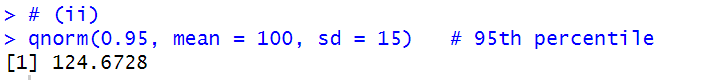 > # (ii)
> qnorm(0.95, mean = 100, sd = 15)   # 95th percentile
[1] 124.6728